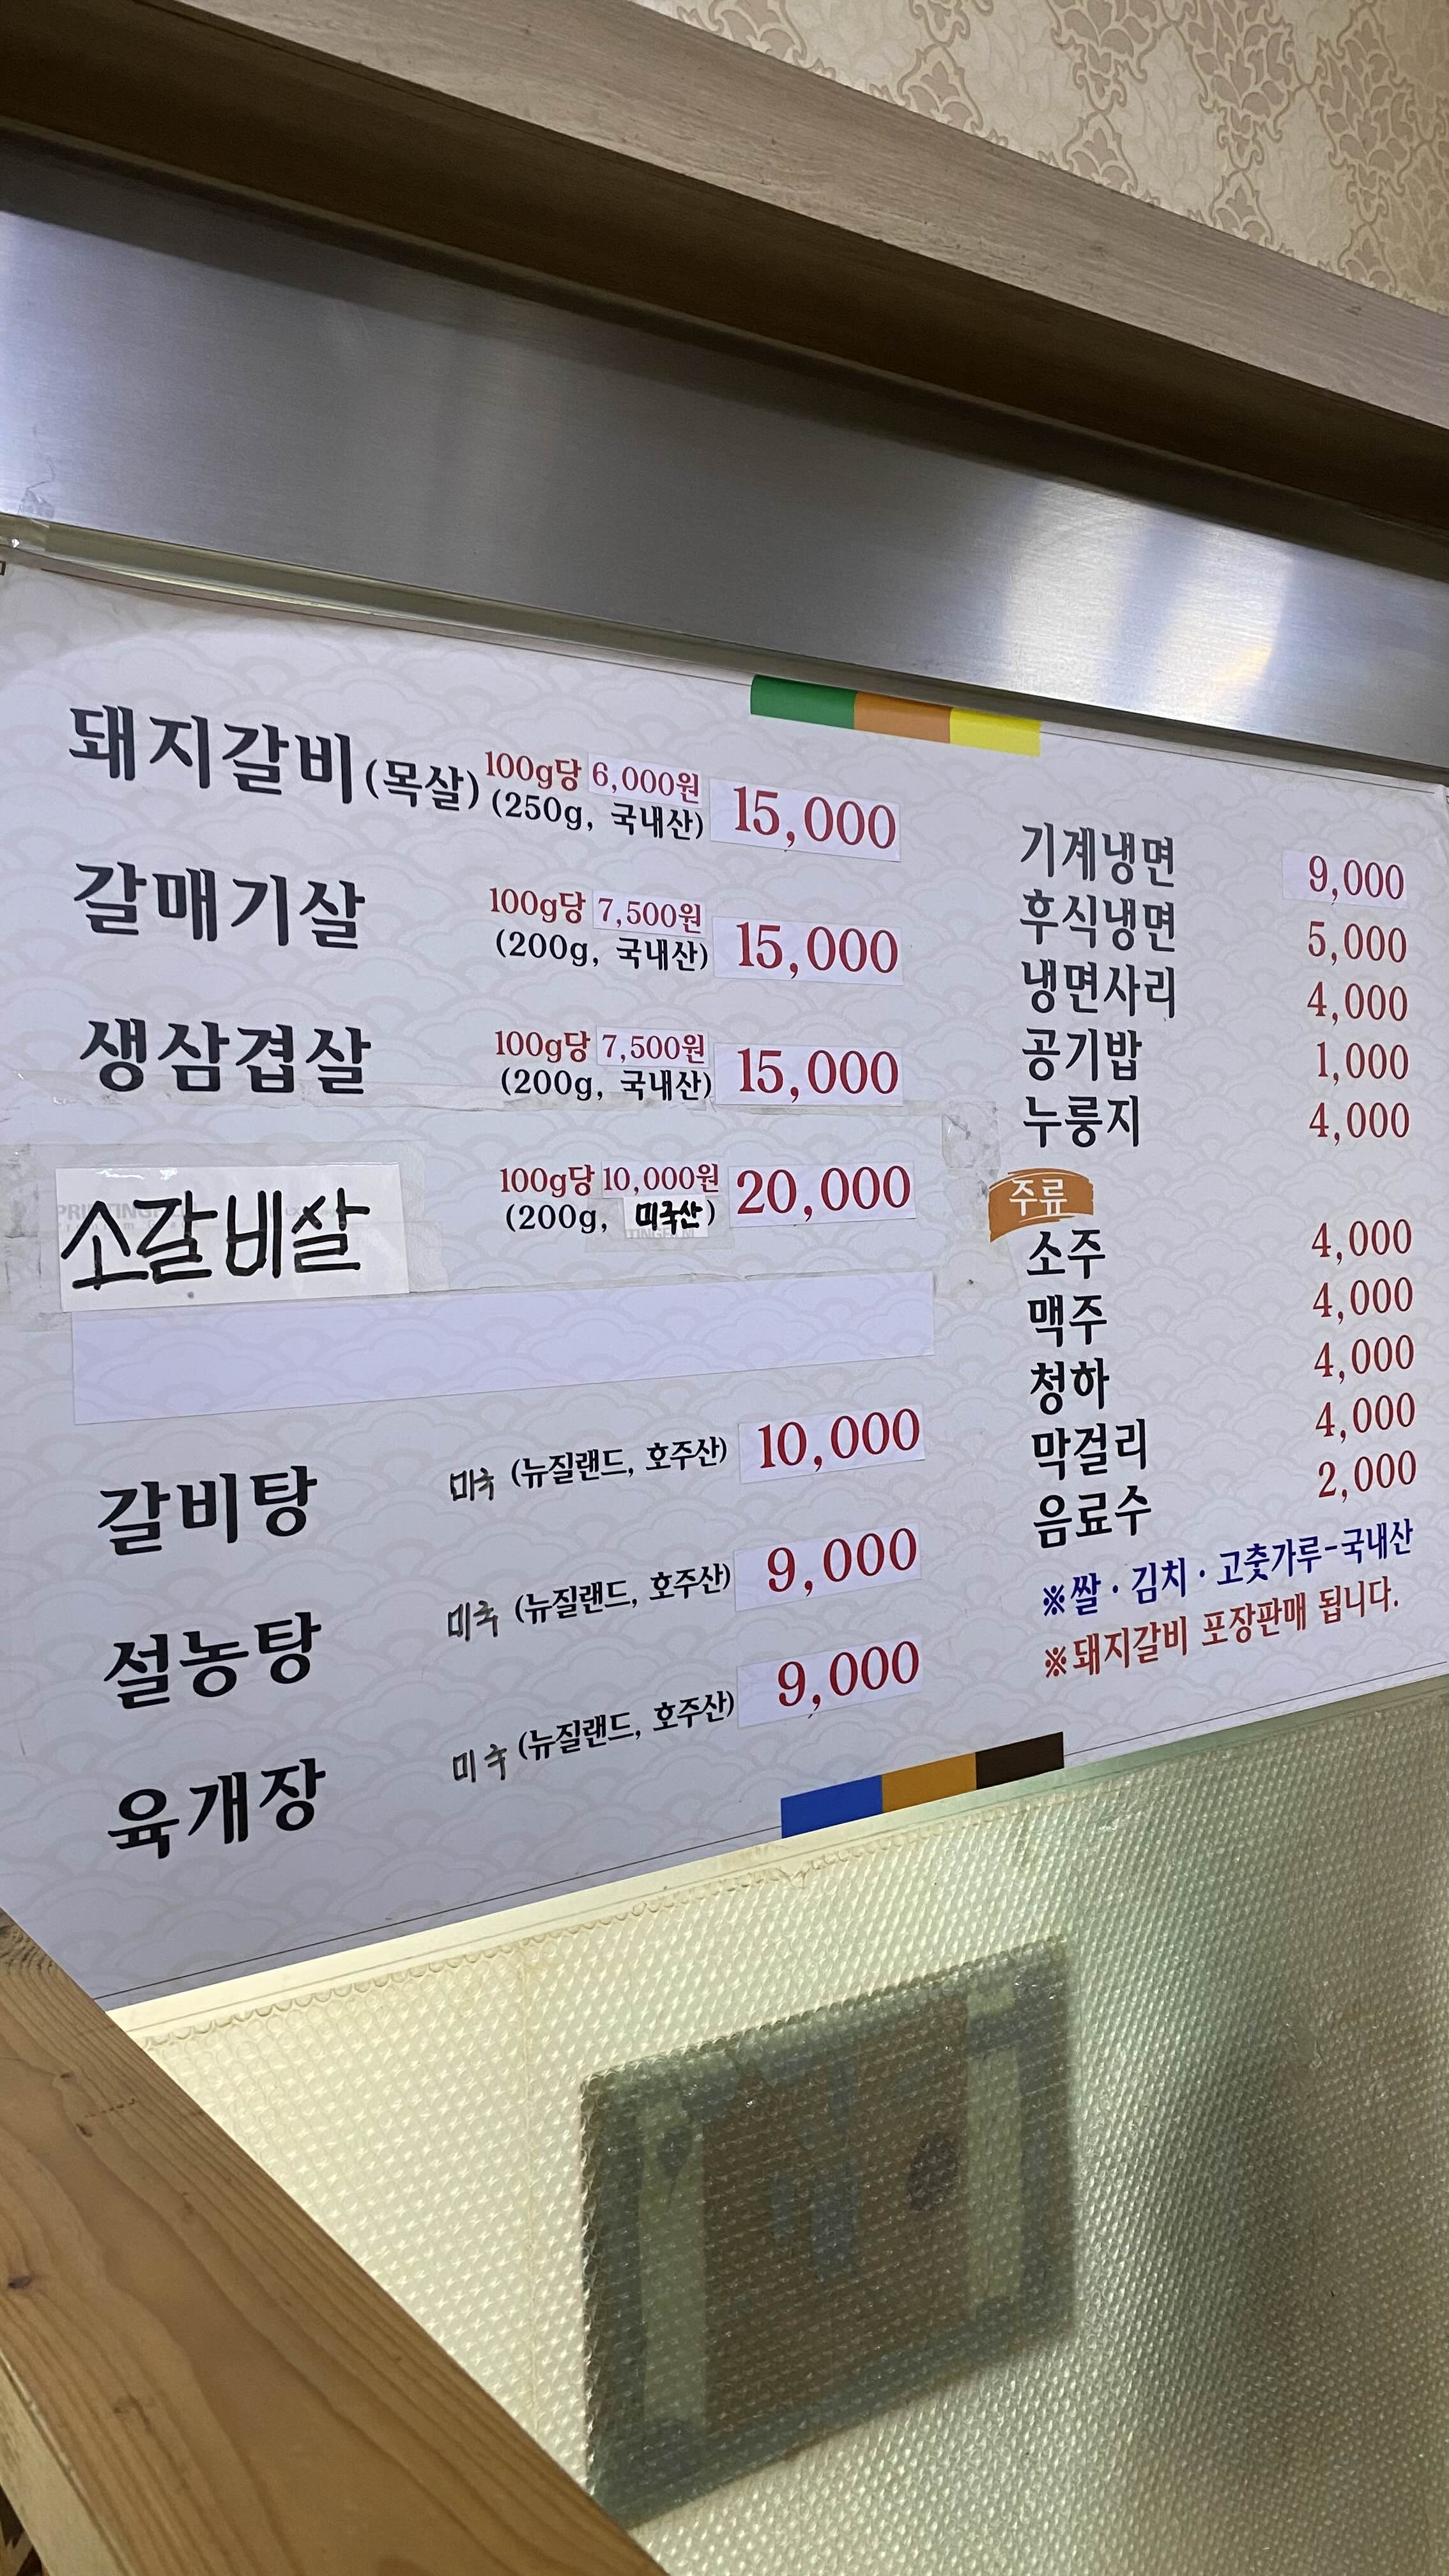 돼지갈비(목살) 100g당 6,000원
(250g, 국내산) 15,000
갈매기살 100g당 7,500원
(200g, 국내산) 15,000
생삼겹살 100g당 7,500원
(200g, 국내산) 15,000
소갈비살 100g당 10,000원
(200g, 미국산) 20,000
갈비탕 미국 (뉴질랜드, 호주산) 10,000
설농탕 미국 (뉴질랜드, 호주산) 9,000
육개장 미국 (뉴질랜드, 호주산) 9,000
기계냉면 9,000
후식냉면 5,000
냉면사리 4,000
공기밥 1,000
누룽지 4,000
주류
소주 4,000
맥주 4,000
청하 4,000
막걸리 4,000
음료수 2,000
※쌀·김치·고춧가루-국내산
※돼지갈비 포장판매 됩니다.